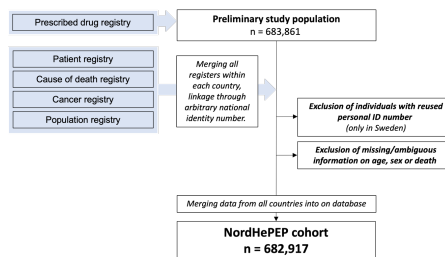 Prescribed drug registry
Preliminary study population
n = 683,861
Patient registry
Cause of death registry
Cancer registry
Population registry
Merging all
registers within
each country,
linkage through
arbitrary national
identity number.
Exclusion of individuals with reused
personal ID number
(only in Sweden)
Exclusion of missing/ambiguous
information on age, sex or death
Merging data from all countries into on database
NordHePEP cohort
n = 682,917